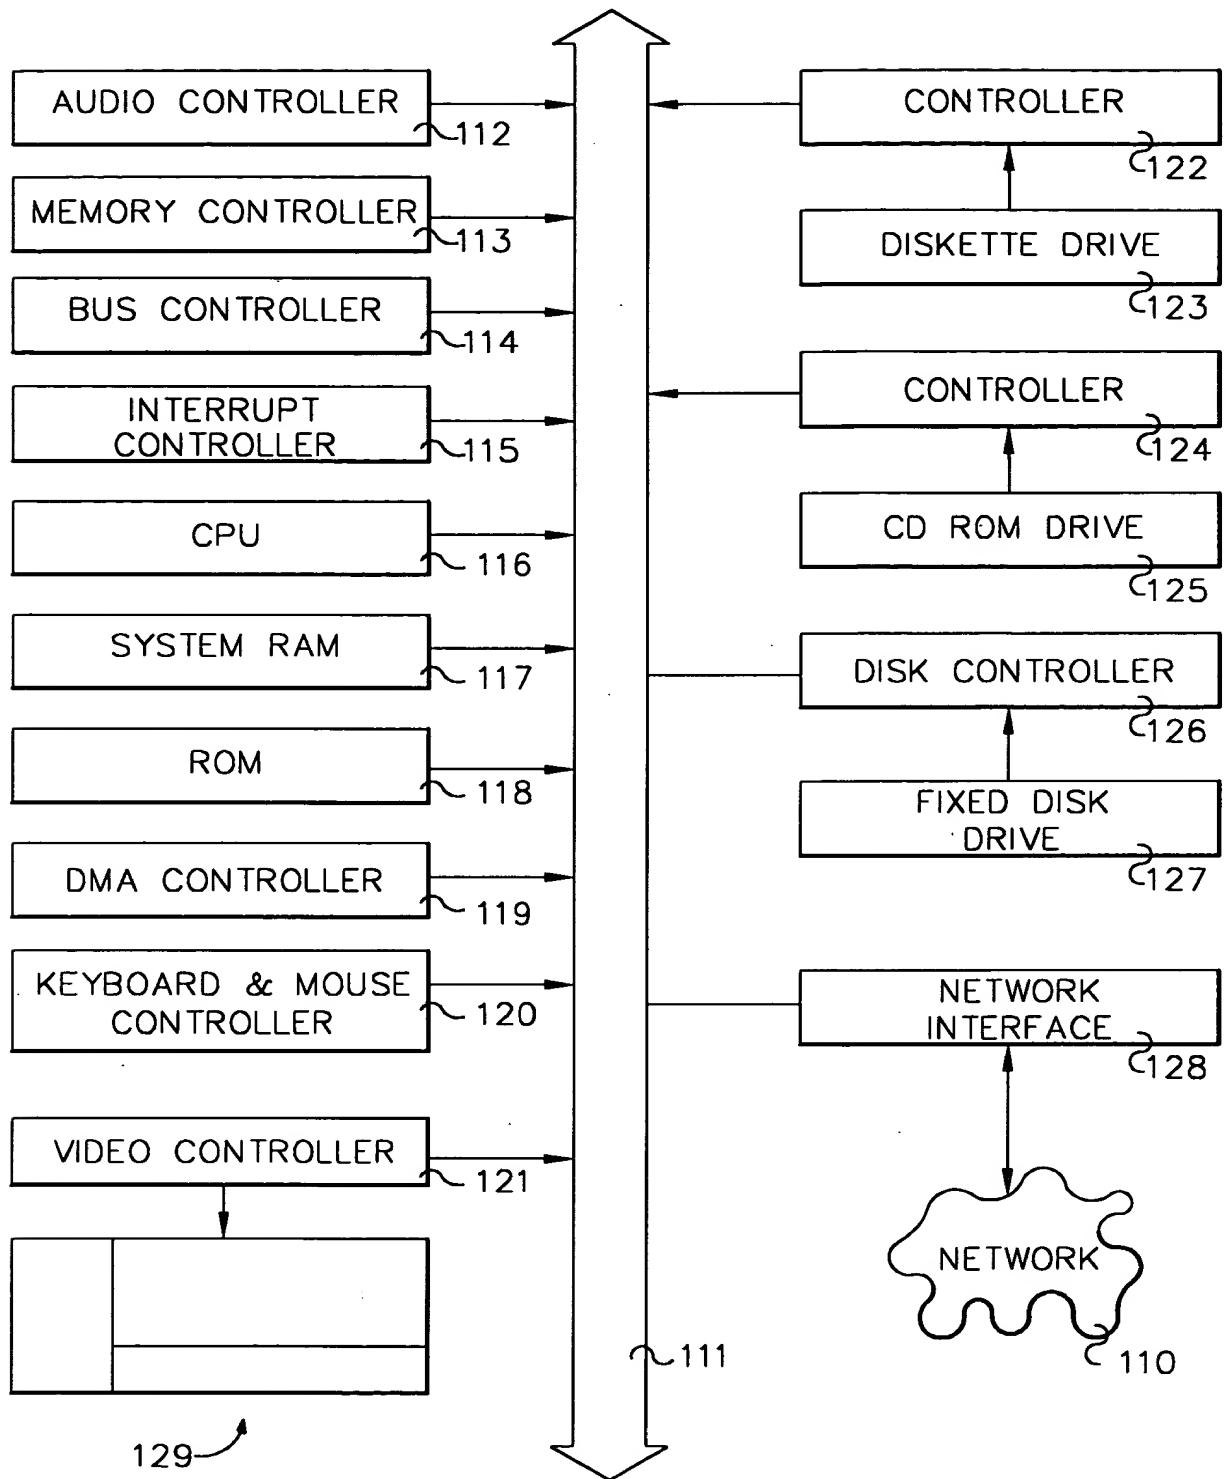 AUDIO CONTROLLER
112
MEMORY CONTROLLER
113
BUS CONTROLLER
114
INTERRUPT
CONTROLLER
115
CPU
116
SYSTEM RAM
117
ROM
118
DMA CONTROLLER
119
KEYBOARD & MOUSE
CONTROLLER
120
VIDEO CONTROLLER
121
129
111
CONTROLLER
122
DISKETTE DRIVE
123
CONTROLLER
124
CD ROM DRIVE
125
DISK CONTROLLER
126
FIXED DISK
DRIVE
127
NETWORK
INTERFACE
128
NETWORK
110